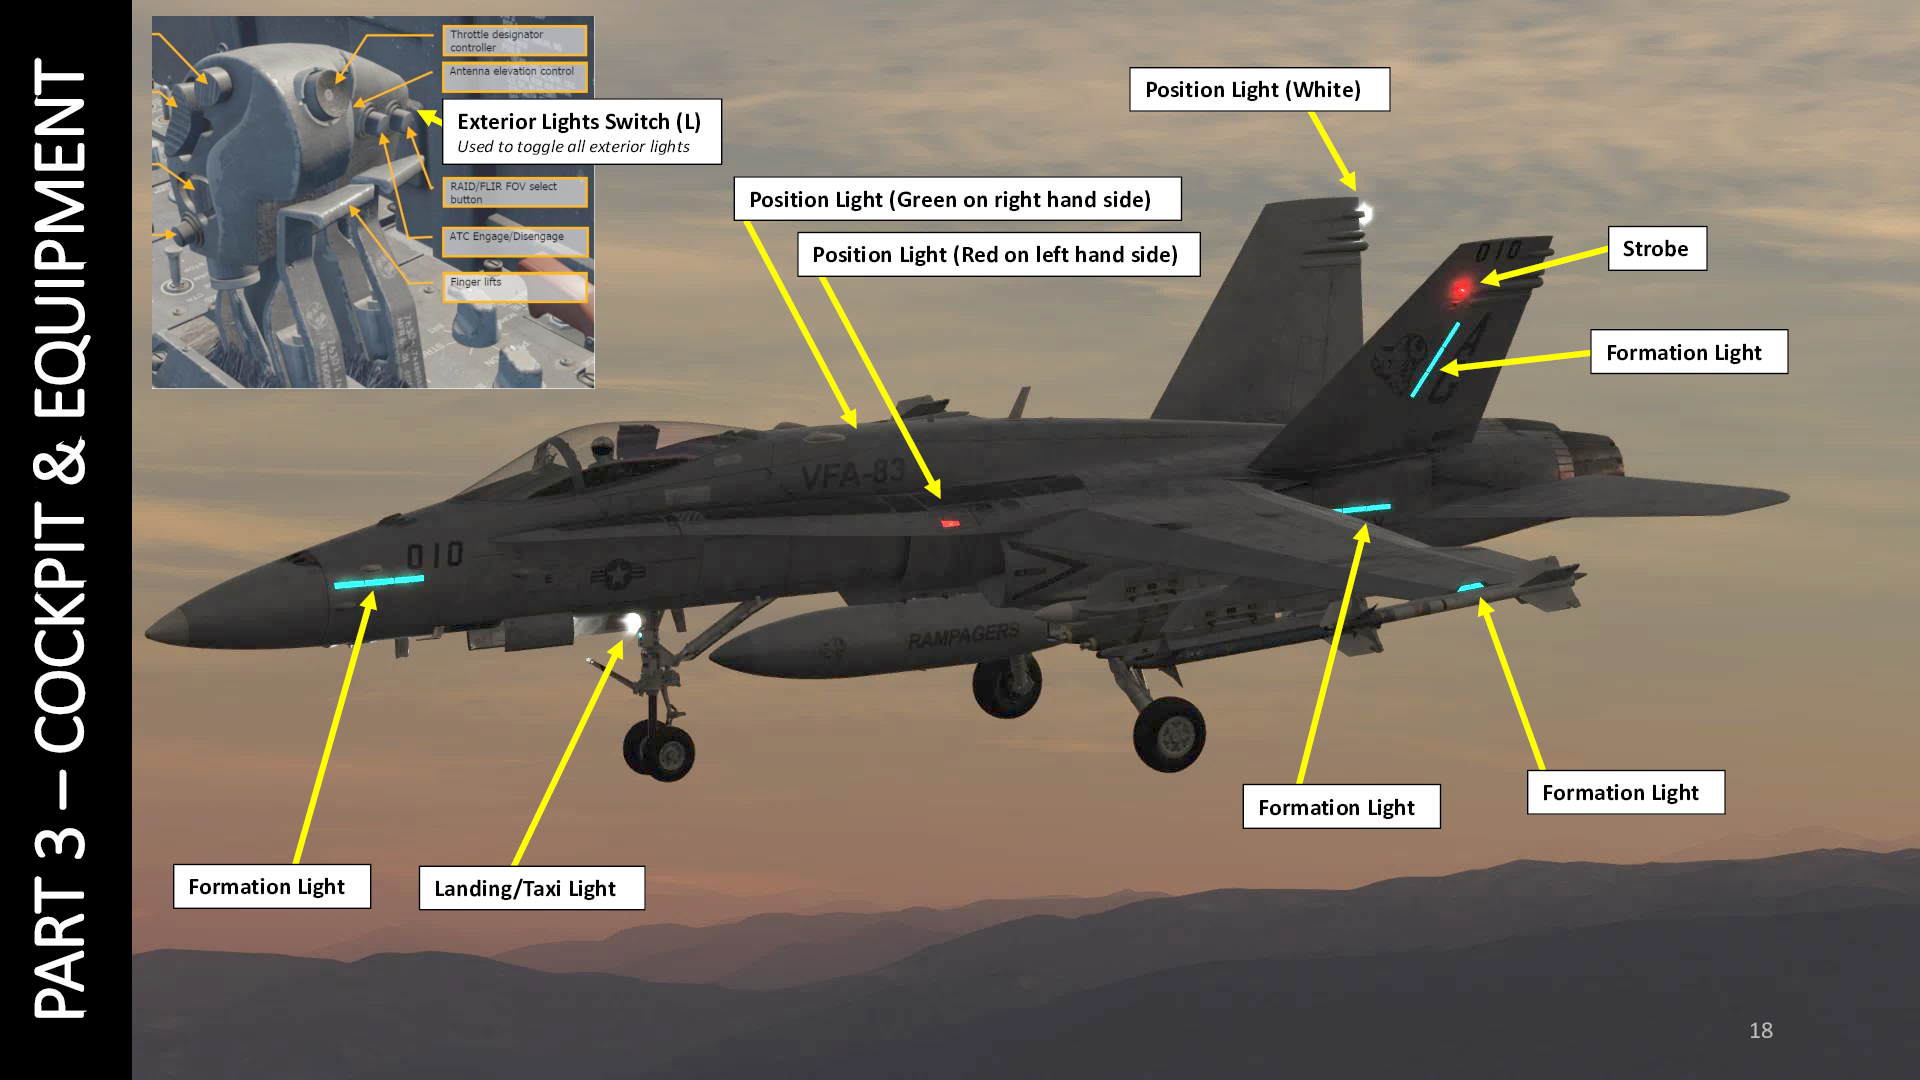 PART 3 – COCKPIT & EQUIPMENT
Throttle designator
controller
Antenna elevation control
Exterior Lights Switch (L)
Used to toggle all exterior lights
RAID/FLIR FOV select
button
ATC Engage/Disengage
Finger lifts
Position Light (White)
Position Light (Green on right hand side)
Position Light (Red on left hand side)
Strobe
Formation Light
010
A
G
VFA-83
010
RAMPAGERS
Formation Light
Formation Light
Formation Light
Landing/Taxi Light
18